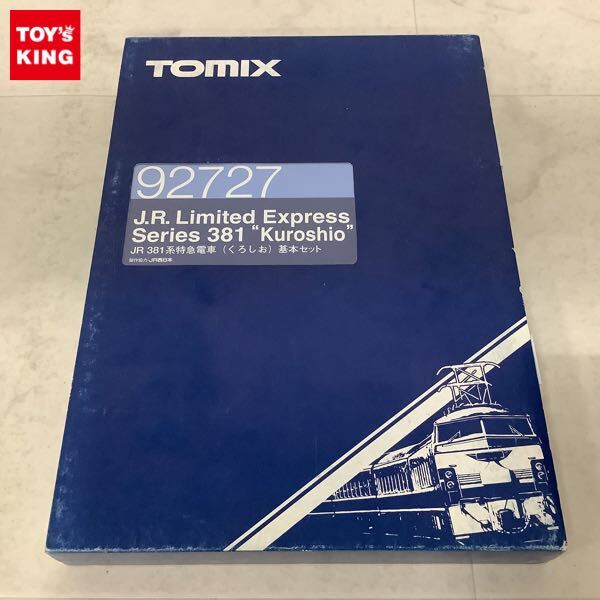 TOY's
KING
TOMIX
92727
J.R. Limited Express
Series 381 "Kuroshio"
JR 381系特急電車（くろしお）基本セット
製作協力 JR西日本